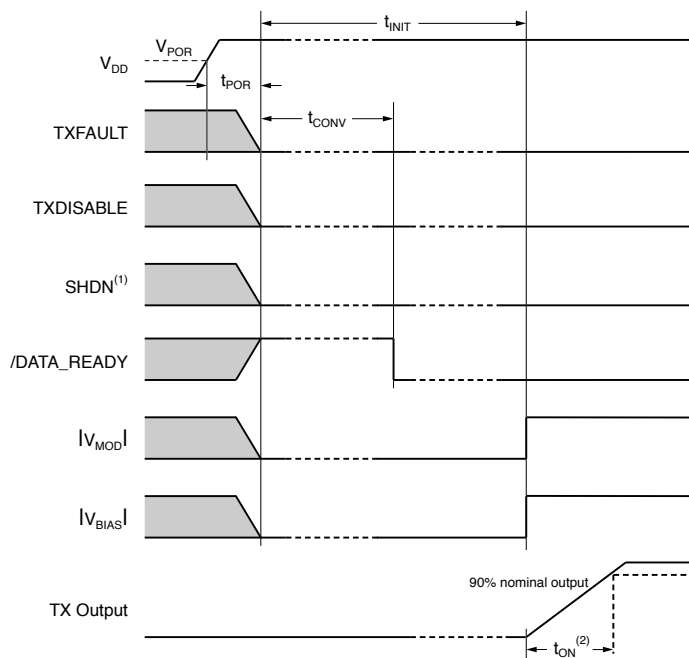 tINIT
VPOR
VDD
tPOR
tCONV
TXFAULT
TXDISABLE
SHDN(1)
/DATA_READY
|VMOD|
|VBIAS|
90% nominal output
TX Output
tON(2)